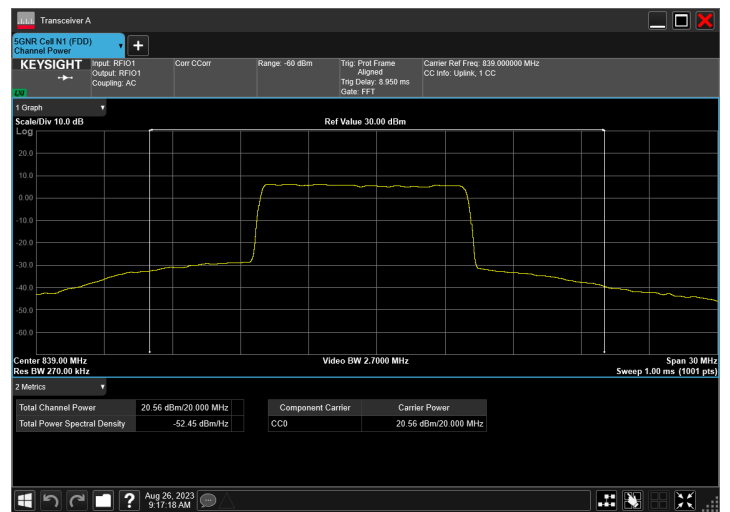 Transceiver A
5GNR Cell N1 (FDD)
Channel Power
KEYSIGHT
LXI
Input: RFIO1
Output: RFIO1
Coupling: AC
Corr CCorr
Range: -60 dBm
Trig: Prot Frame
Aligned
Trig Delay: 8.950 ms
Gate: FFT
Carrier Ref Freq: 839.000000 MHz
CC Info: Uplink, 1 CC
1 Graph
Scale/Div 10.0 dB
Ref Value 30.00 dBm
Log
20.0
10.0
0.00
-10.0
-20.0
-30.0
-40.0
-50.0
-60.0
Center 839.00 MHz
Video BW 2.7000 MHz
Span 30 MHz
Res BW 270.00 kHz
Sweep 1.00 ms (1001 pts)
2 Metrics
Total Channel Power 20.56 dBm/20.000 MHz
Total Power Spectral Density -52.45 dBm/Hz
Component Carrier Carrier Power
CC0 20.56 dBm/20.000 MHz
Aug 26, 2023
9:17:18 AM